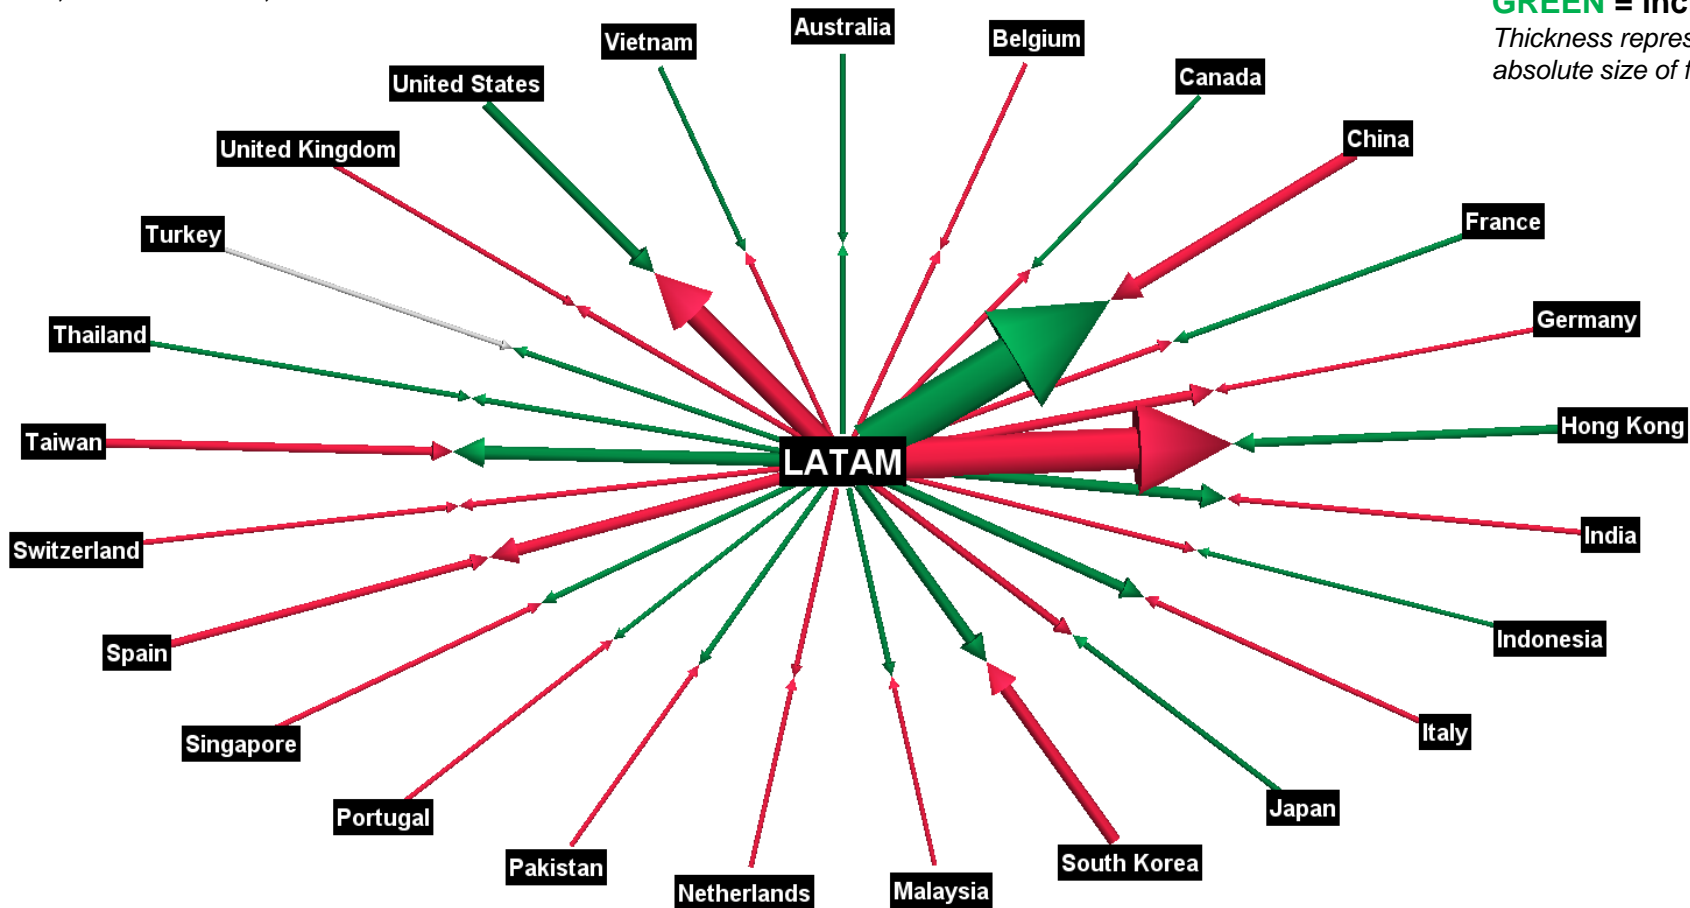 GREEN =
Thickness
absolute size of
Australia
Vietnam
Belgium
United States
Canada
United Kingdom
China
Turkey
France
Thailand
Germany
Taiwan
Hong Kong
LATAM
Switzerland
India
Spain
Indonesia
Singapore
Italy
Portugal
Japan
Pakistan
South Korea
Netherlands
Malaysia